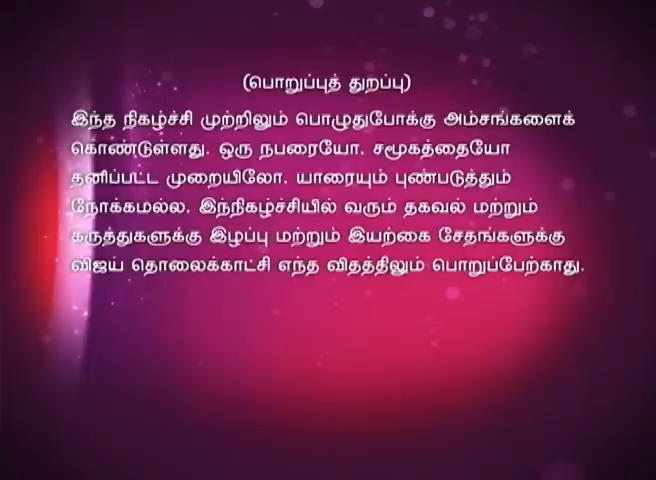 (பொறுப்புத் துறப்பு)
இந்த நிகழ்ச்சி முற்றிலும் பொழுதுபோக்கு அம்சங்களைக்
கொண்டுள்ளது. ஒரு நபரையோ. சமூகத்தையோ
தனிப்பட்ட முறையிலோ. யாரையும் புண்படுத்தும்
நோக்கமல்ல. இந்நிகழ்ச்சியில் வரும் தகவல் மற்றும்
கருத்துகளுக்கு இழப்பு மற்றும் இயற்கை சேதங்களுக்கு
விஜய் தொலைக்காட்சி எந்த விதத்திலும் பொறுப்பேற்காது.